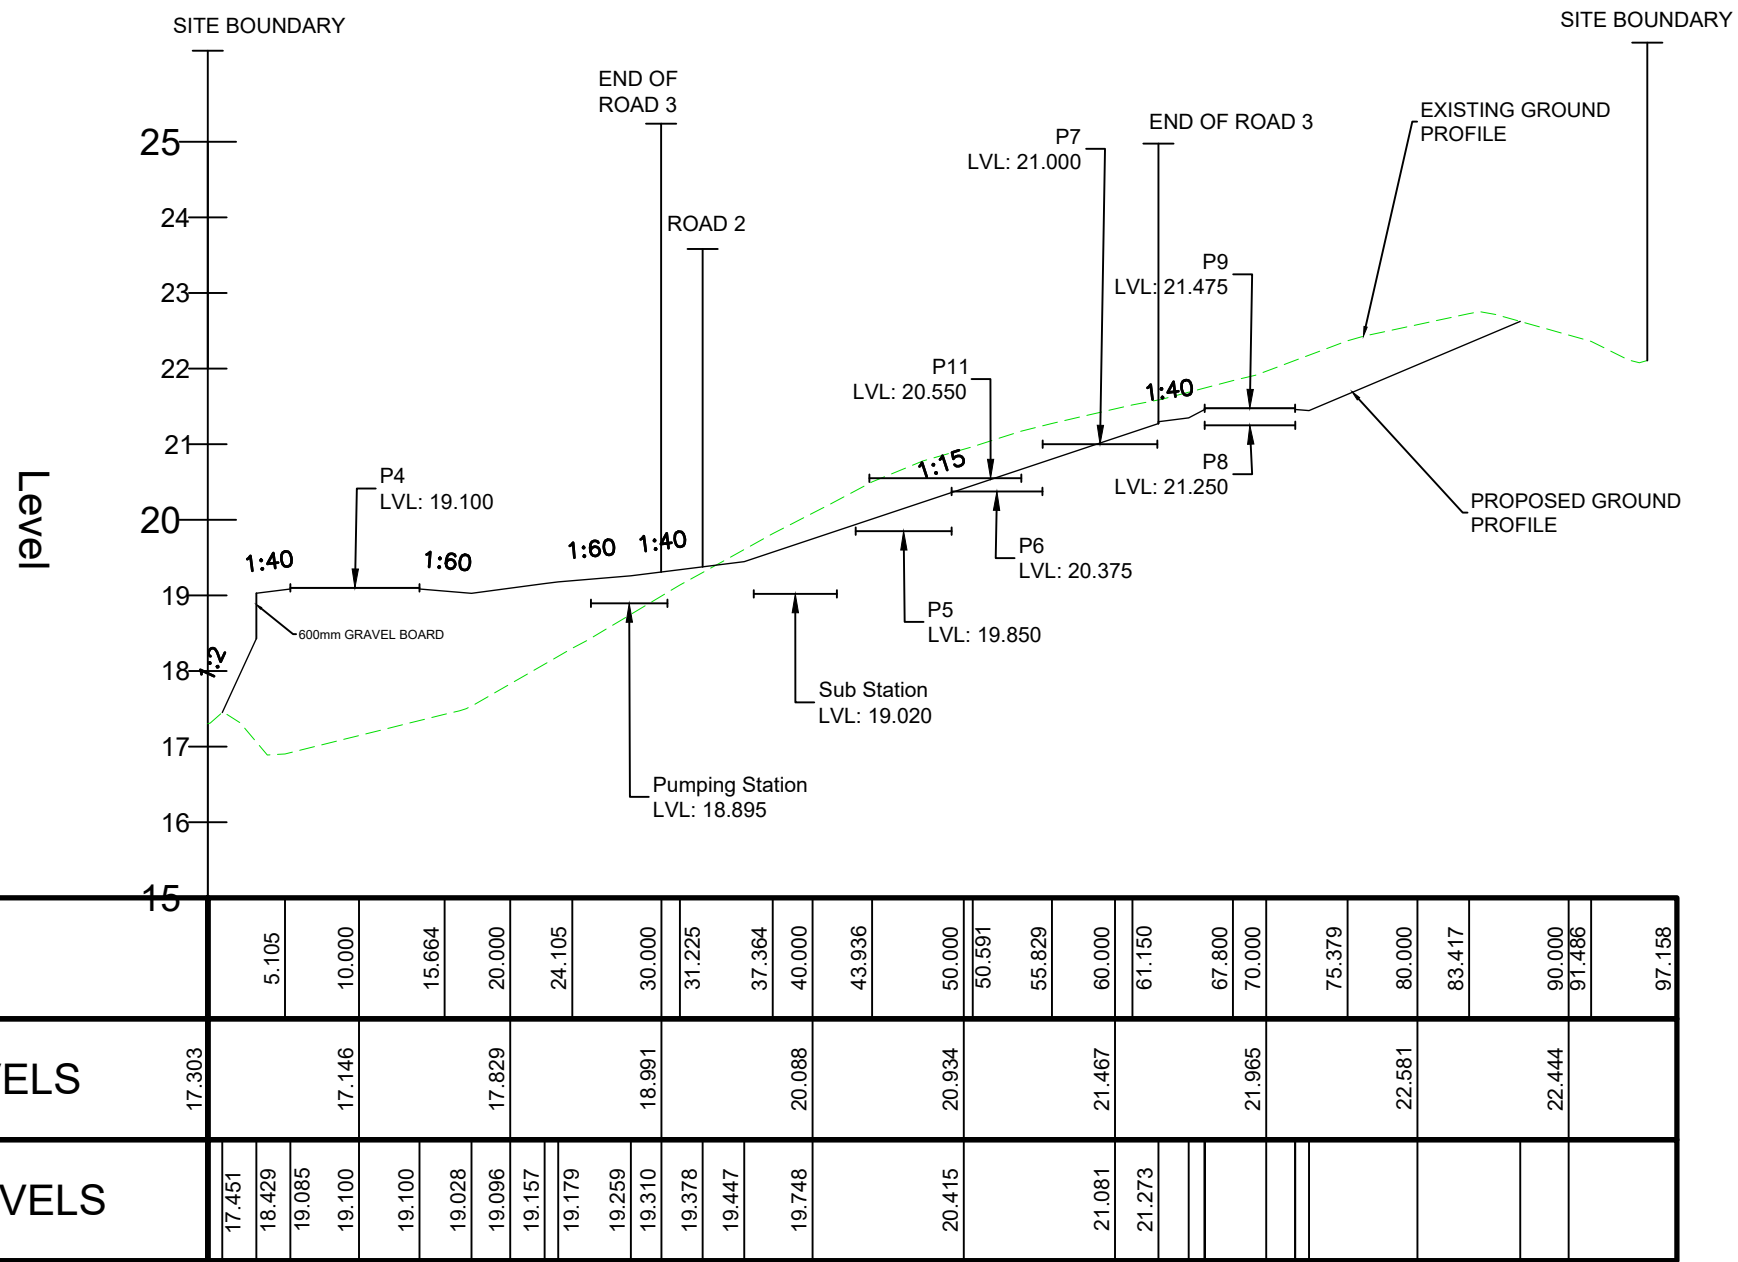 SITE BOUNDARY
SITE BOUNDARY
END OF
ROAD 3
ROAD 2
P7
LVL: 21.000
END OF ROAD 3
EXISTING GROUND
PROFILE
P9
LVL: 21.475
P11
LVL: 20.550
1:40
1:15
P8
LVL: 21.250
PROPOSED GROUND
PROFILE
P4
LVL: 19.100
1:40
1:60
1:60
1:40
P6
LVL: 20.375
P5
LVL: 19.850
600mm GRAVEL BOARD
1:2
Sub Station
LVL: 19.020
Pumping Station
LVL: 18.895
Level
25
24
23
22
21
20
19
18
17
16
15
5.105 10.000 15.664 20.000 24.105 30.000 31.225 37.364 40.000 43.936 50.000 50.591 55.829 60.000 61.150 67.800 70.000 75.379 80.000 83.417 90.000 91.486 97.158
VELS 17.303 17.146 17.829 18.991 20.088 20.934 21.467 21.965 22.581 22.444
VELS 17.451 18.429 19.085 19.100 19.100 19.028 19.096 19.157 19.179 19.259 19.310 19.378 19.447 19.748 20.415 21.081 21.273